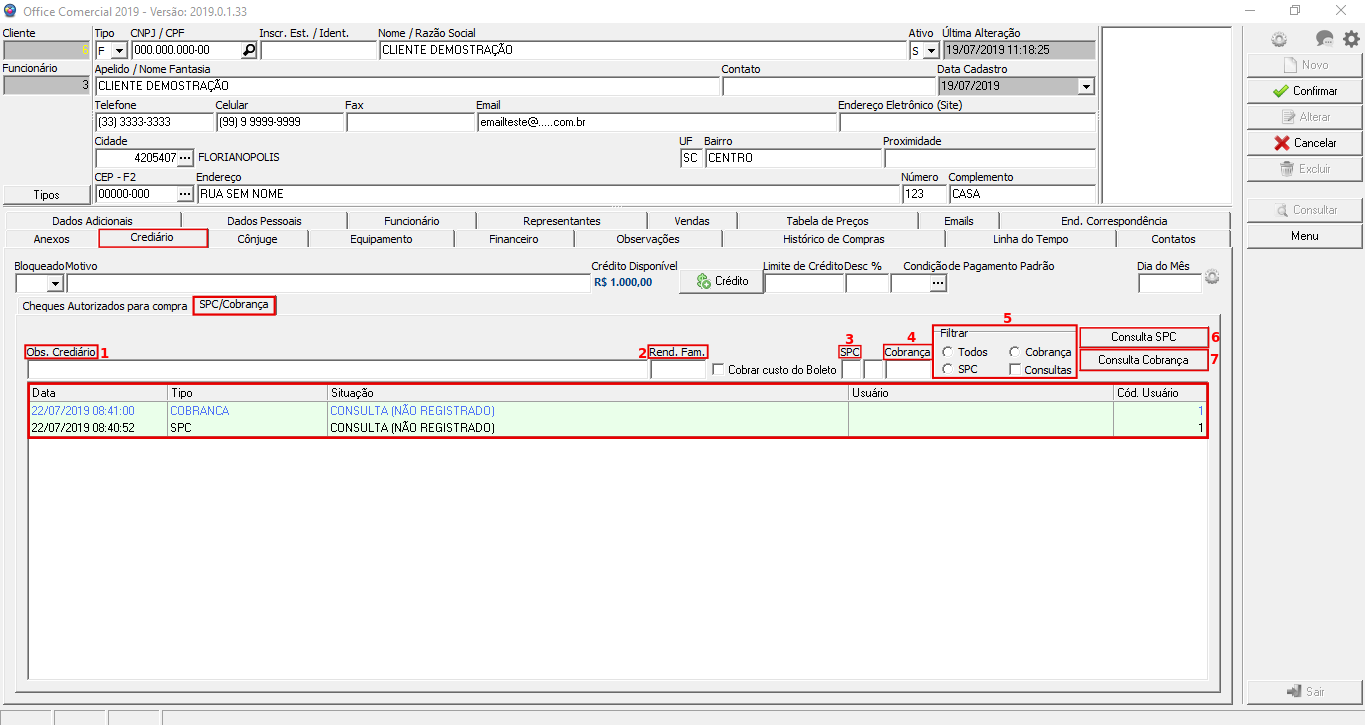 Office Comercial 2019 - Versão: 2019.0.1.33
Cliente Tipo CNPJ / CPF Inscr. Est. / Ident. Nome / Razão Social Ativo Última Alteração
6 F 000.000.000-00 CLIENTE DEMOSTRAÇÃO S 19/07/2019 11:18:25
Funcionário Apelido / Nome Fantasia Contato Data Cadastro
3 CLIENTE DEMOSTRAÇÃO 19/07/2019
Telefone Celular Fax Email Endereço Eletrônico (Site)
(33) 3333-3333 (99) 9 9999-9999 emailteste@.....com.br
Cidade UF Bairro Proximidade
4205407 ... FLORIANOPOLIS SC CENTRO
CEP - F2 Endereço Número Complemento
Tipos 00000-000 ... RUA SEM NOME 123 CASA
Novo
Confirmar
Alterar
Cancelar
Excluir
Consultar
Menu
Sair
Dados Adicionais Dados Pessoais Funcionário Representantes Vendas Tabela de Preços Emails End. Correspondência
Anexos Crediário Cônjuge Equipamento Financeiro Observações Histórico de Compras Linha do Tempo Contatos
Bloqueado Motivo Crédito Disponível Limite de Crédito Desc % Condição de Pagamento Padrão Dia do Mês
R$ 1.000,00 Crédito ...
Cheques Autorizados para compra SPC/Cobrança
5
Filtrar
Consulta SPC 6
Obs. Crediário 1 2 Rend. Fam. 3 SPC 4 Cobrança
Todos Cobrança
Consulta Cobrança 7
Cobrar custo do Boleto SPC Consultas
Data Tipo Situação Usuário Cód. Usuário
22/07/2019 08:41:00 COBRANCA CONSULTA (NÃO REGISTRADO) 1
22/07/2019 08:40:52 SPC CONSULTA (NÃO REGISTRADO) 1